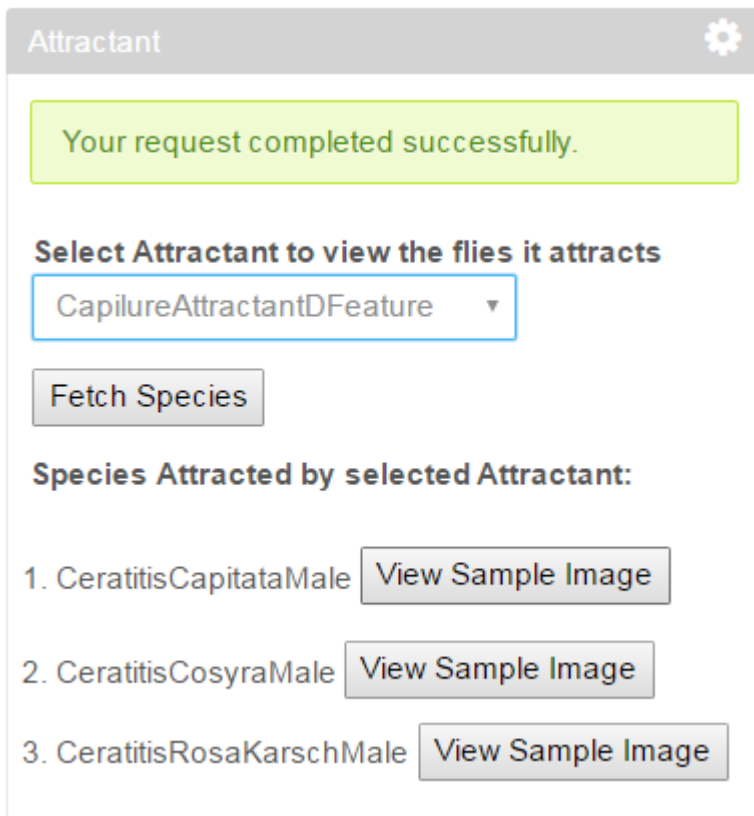 Attractant
Your request completed successfully.
Select Attractant to view the flies it attracts
CapilureAttractantDFeature
Fetch Species
Species Attracted by selected Attractant:
1. CeratitisCapitataMale View Sample Image
2. CeratitisCosyraMale View Sample Image
3. CeratitisRosaKarschMale View Sample Image